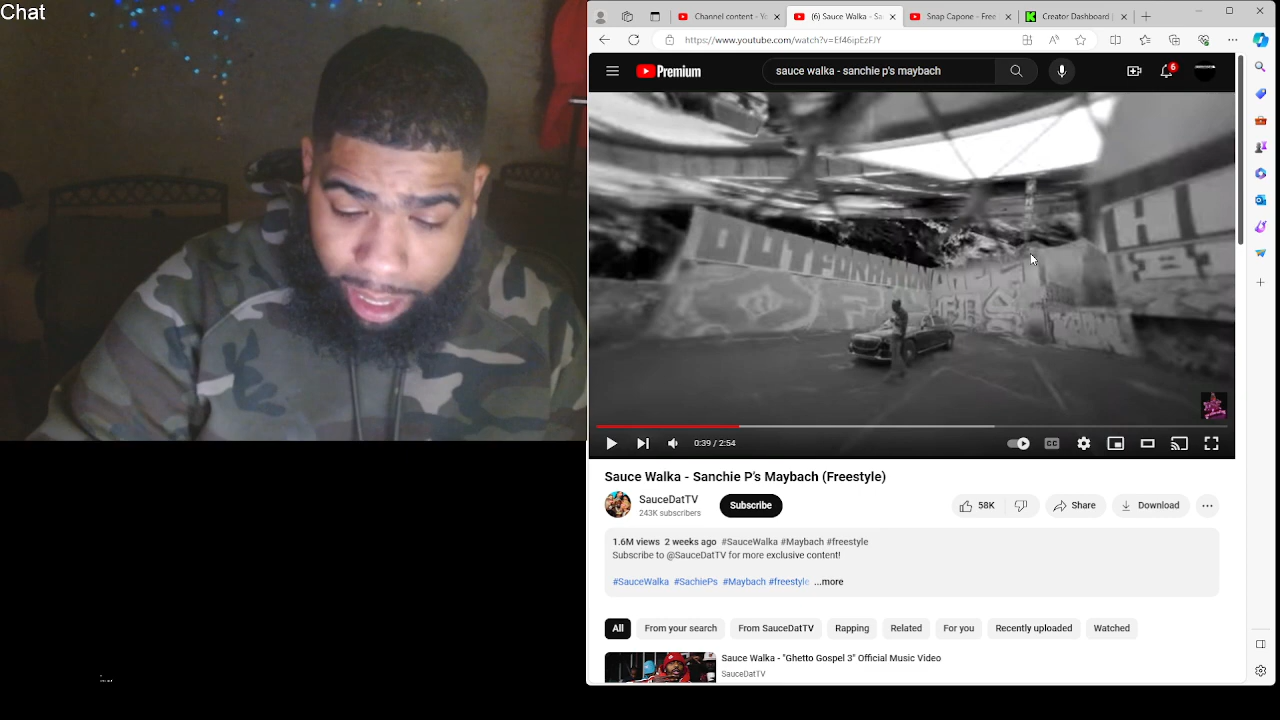 Chat
Channel content - Yo
(6) Sauce Walka - Sa
Snap Capone - Free
Creator Dashboard
https://www.youtube.com/watch?v=Ef46ipEzFJY
Premium
sauce walka - sanchie p's maybach
6
0:39 / 2:54
CC
Sauce Walka - Sanchie P's Maybach (Freestyle)
SauceDatTV
243K subscribers
Subscribe
58K
Share
Download
1.6M views 2 weeks ago #SauceWalka #Maybach #freestyle
Subscribe to @SauceDatTV for more exclusive content!
#SauceWalka #SachiePs #Maybach #freestyle ...more
All
From your search
From SauceDatTV
Rapping
Related
For you
Recently uploaded
Watched
Sauce Walka - "Ghetto Gospel 3" Official Music Video
SauceDatTV